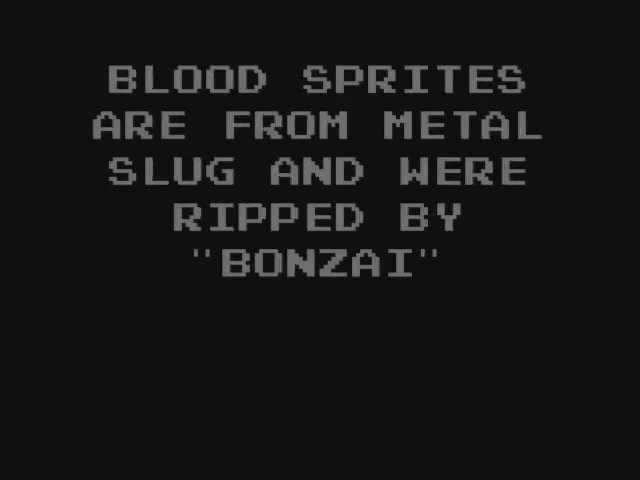 BLOOD SPRITES
ARE FROM METAL
SLUG AND WERE
RIPPED BY
"BONZAI"